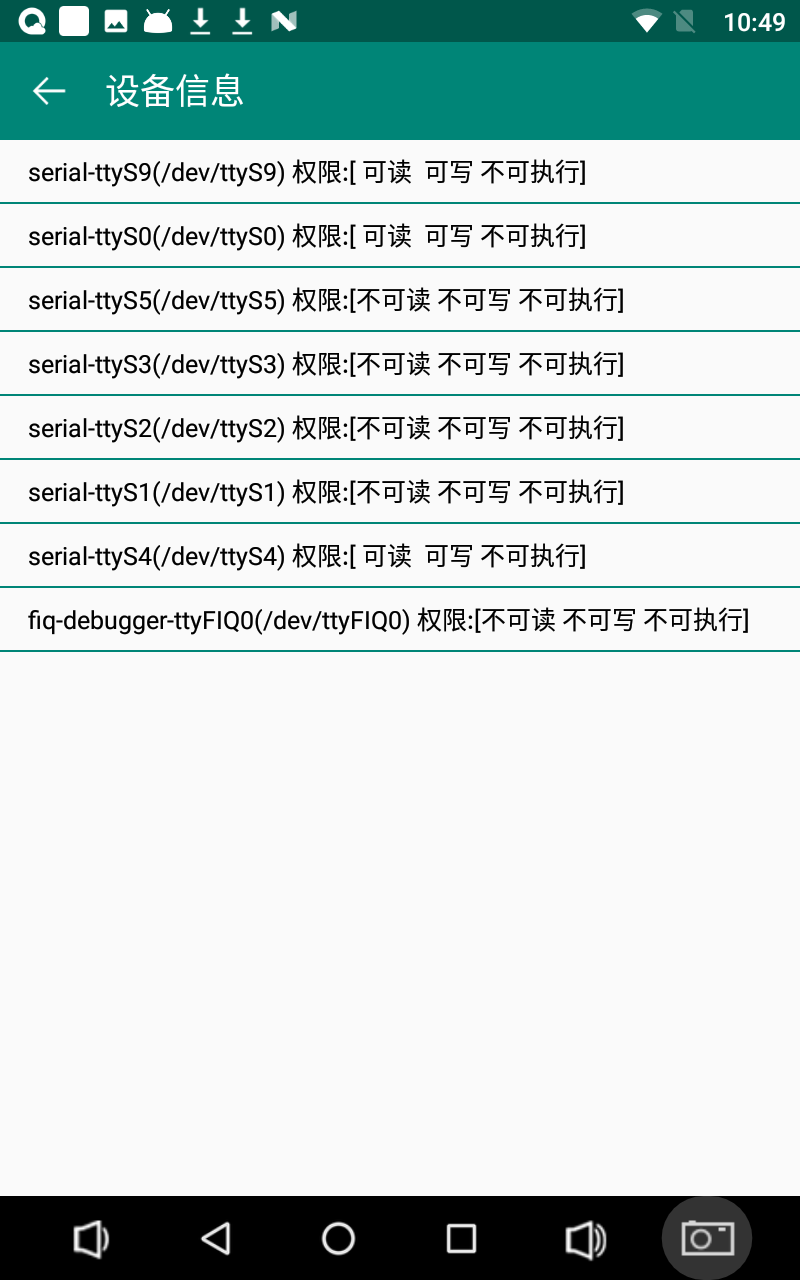 10:49
设备信息
serial-ttyS9(/dev/ttyS9) 权限:[ 可读  可写 不可执行]
serial-ttyS0(/dev/ttyS0) 权限:[ 可读  可写 不可执行]
serial-ttyS5(/dev/ttyS5) 权限:[不可读 不可写 不可执行]
serial-ttyS3(/dev/ttyS3) 权限:[不可读 不可写 不可执行]
serial-ttyS2(/dev/ttyS2) 权限:[不可读 不可写 不可执行]
serial-ttyS1(/dev/ttyS1) 权限:[不可读 不可写 不可执行]
serial-ttyS4(/dev/ttyS4) 权限:[ 可读  可写 不可执行]
fiq-debugger-ttyFIQ0(/dev/ttyFIQ0) 权限:[不可读 不可写 不可执行]